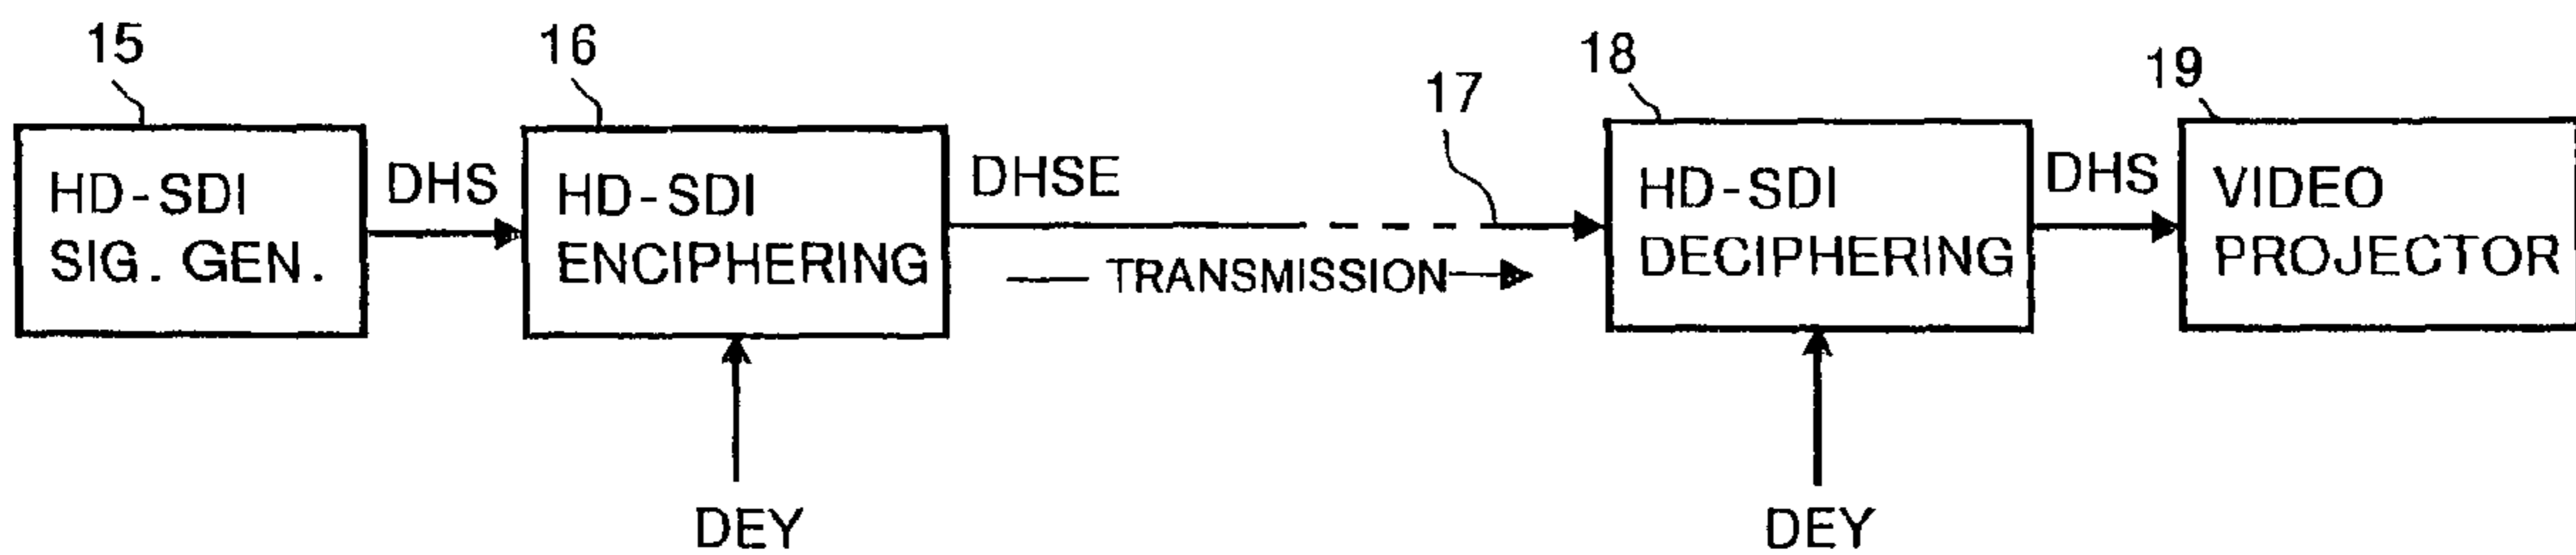 15
16
17
18
19
HD-SDI
SIG. GEN.
DHS
HD-SDI
ENCIPHERING
DHSE
TRANSMISSION
HD-SDI
DECIPHERING
DHS
VIDEO
PROJECTOR
DEY
DEY